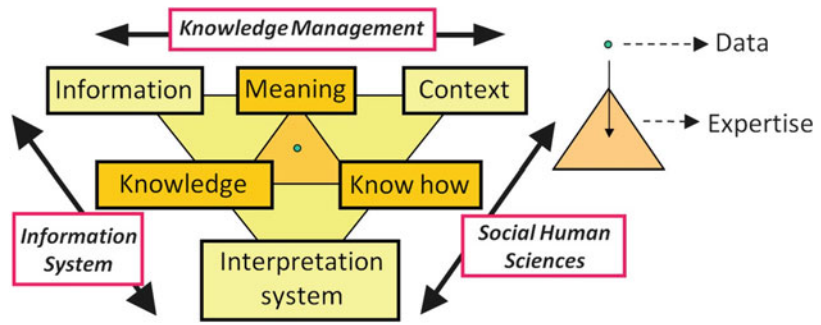 Knowledge Management
Data
Information
Meaning
Context
Expertise
Knowledge
Know how
Information
System
Social Human
Sciences
Interpretation
system